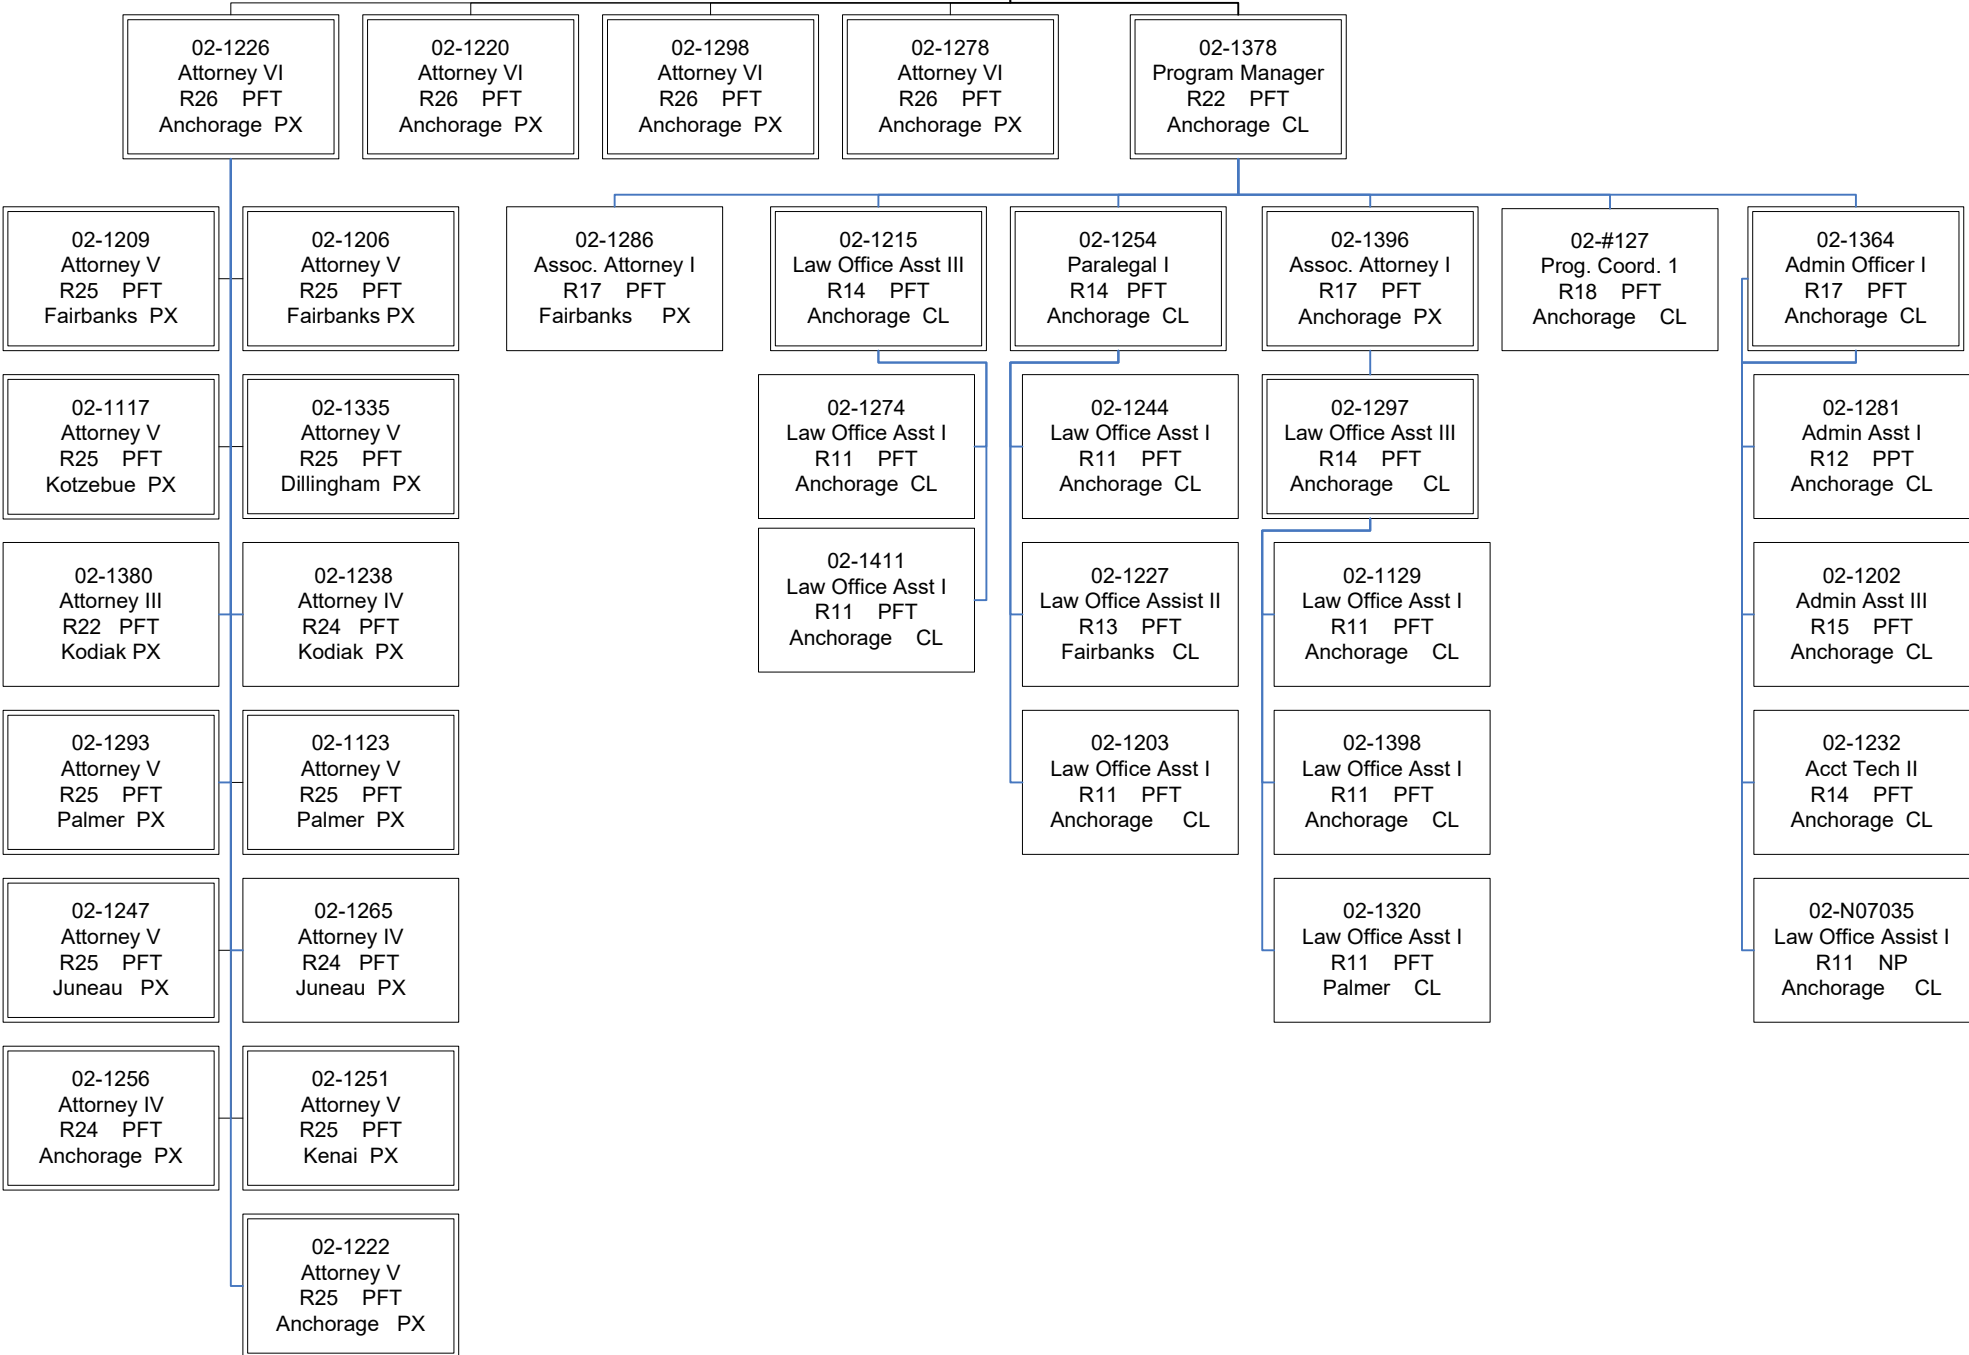 02-1226
Attorney VI
R26 PFT
Anchorage PX
02-1220
Attorney VI
R26 PFT
Anchorage PX
02-1298
Attorney VI
R26 PFT
Anchorage PX
02-1278
Attorney VI
R26 PFT
Anchorage PX
02-1378
Program Manager
R22 PFT
Anchorage CL
02-1209
Attorney V
R25 PFT
Fairbanks PX
02-1206
Attorney V
R25 PFT
Fairbanks PX
02-1286
Assoc. Attorney I
R17 PFT
Fairbanks PX
02-1215
Law Office Asst III
R14 PFT
Anchorage CL
02-1254
Paralegal I
R14 PFT
Anchorage CL
02-1396
Assoc. Attorney I
R17 PFT
Anchorage PX
02-#127
Prog. Coord. 1
R18 PFT
Anchorage CL
02-1364
Admin Officer I
R17 PFT
Anchorage CL
02-1117
Attorney V
R25 PFT
Kotzebue PX
02-1335
Attorney V
R25 PFT
Dillingham PX
02-1274
Law Office Asst I
R11 PFT
Anchorage CL
02-1244
Law Office Asst I
R11 PFT
Anchorage CL
02-1297
Law Office Asst III
R14 PFT
Anchorage CL
02-1281
Admin Asst I
R12 PPT
Anchorage CL
02-1380
Attorney III
R22 PFT
Kodiak PX
02-1238
Attorney IV
R24 PFT
Kodiak PX
02-1411
Law Office Asst I
R11 PFT
Anchorage CL
02-1227
Law Office Assist II
R13 PFT
Fairbanks CL
02-1129
Law Office Asst I
R11 PFT
Anchorage CL
02-1202
Admin Asst III
R15 PFT
Anchorage CL
02-1293
Attorney V
R25 PFT
Palmer PX
02-1123
Attorney V
R25 PFT
Palmer PX
02-1203
Law Office Asst I
R11 PFT
Anchorage CL
02-1398
Law Office Asst I
R11 PFT
Anchorage CL
02-1232
Acct Tech II
R14 PFT
Anchorage CL
02-1247
Attorney V
R25 PFT
Juneau PX
02-1265
Attorney IV
R24 PFT
Juneau PX
02-1320
Law Office Asst I
R11 PFT
Palmer CL
02-N07035
Law Office Assist I
R11 NP
Anchorage CL
02-1256
Attorney IV
R24 PFT
Anchorage PX
02-1251
Attorney V
R25 PFT
Kenai PX
02-1222
Attorney V
R25 PFT
Anchorage PX